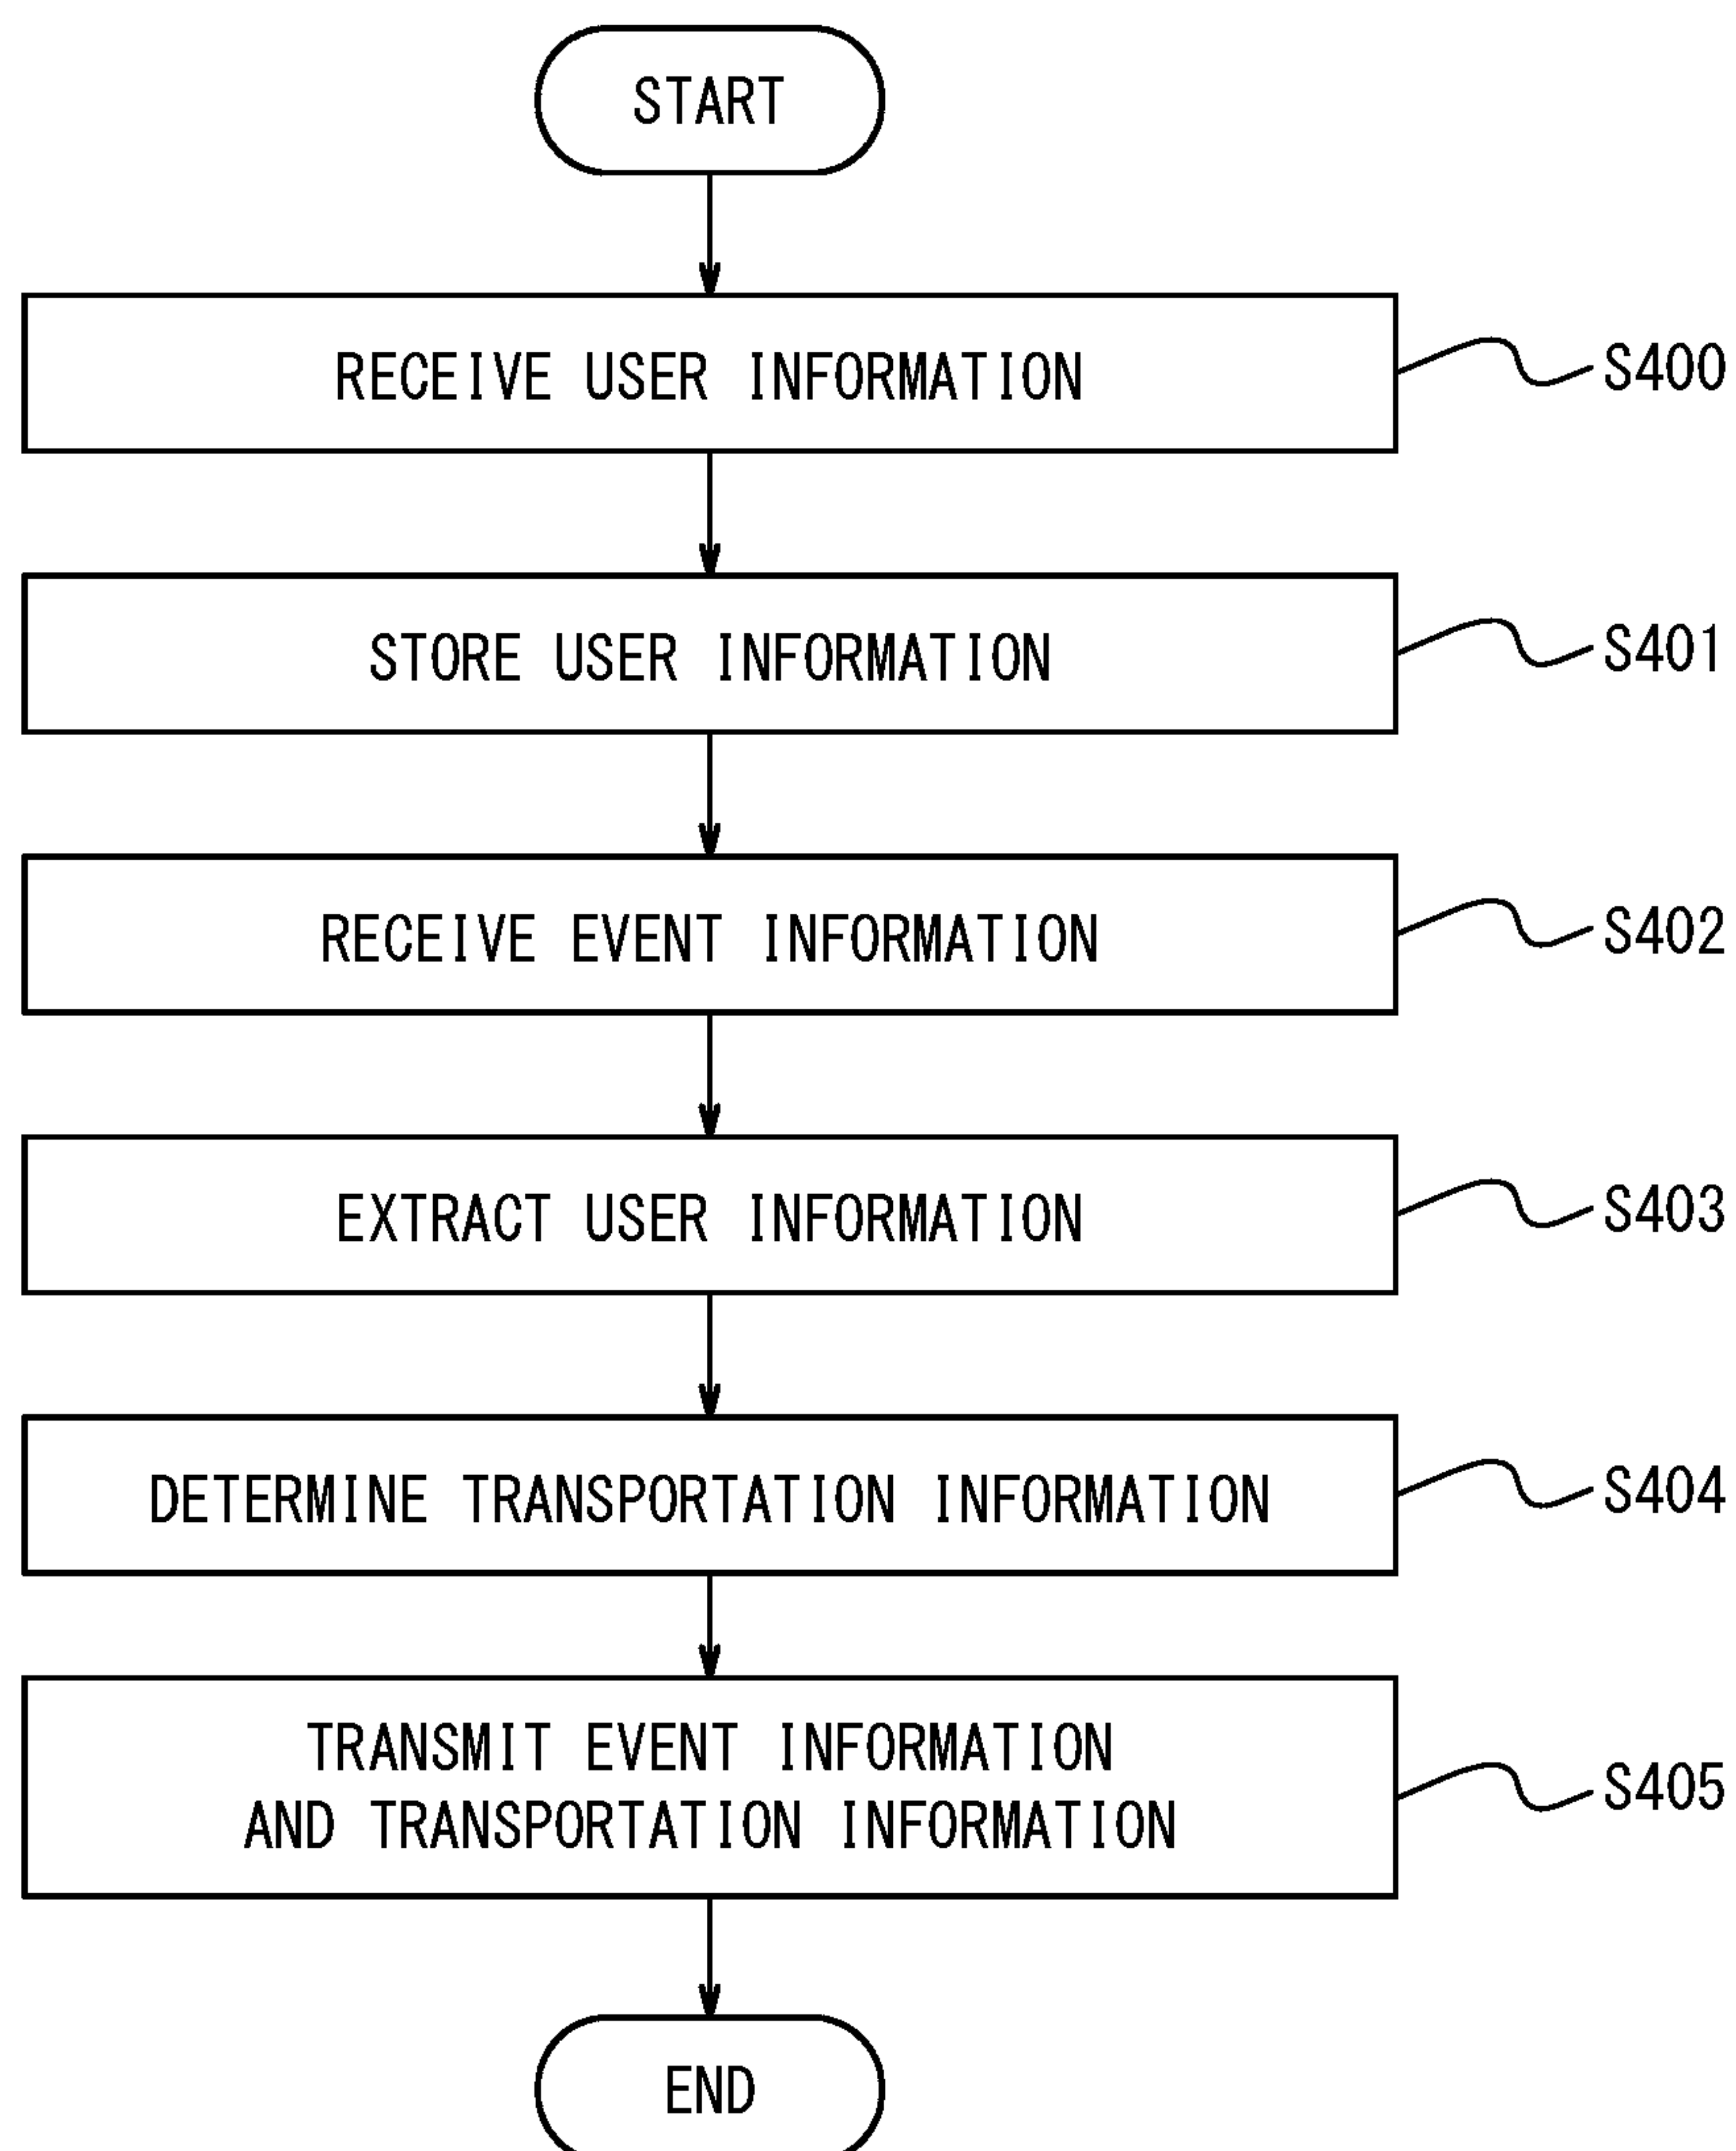 START
RECEIVE USER INFORMATION
S400
STORE USER INFORMATION
S401
RECEIVE EVENT INFORMATION
S402
EXTRACT USER INFORMATION
S403
DETERMINE TRANSPORTATION INFORMATION
S404
TRANSMIT EVENT INFORMATION
AND TRANSPORTATION INFORMATION
S405
END